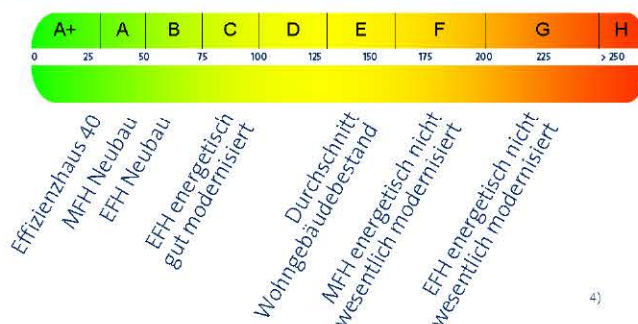 A+ A B C D E F G H
0 25 50 75 100 125 150 175 200 225 > 250
Effizienzhaus 40
MFH Neubau
EFH Neubau
EFH energetisch
gut modernisiert
Durchschnitt
Wohngebäudebestand
MFH energetisch nicht
wesentlich modernisiert
EFH energetisch nicht
wesentlich modernisiert
4)